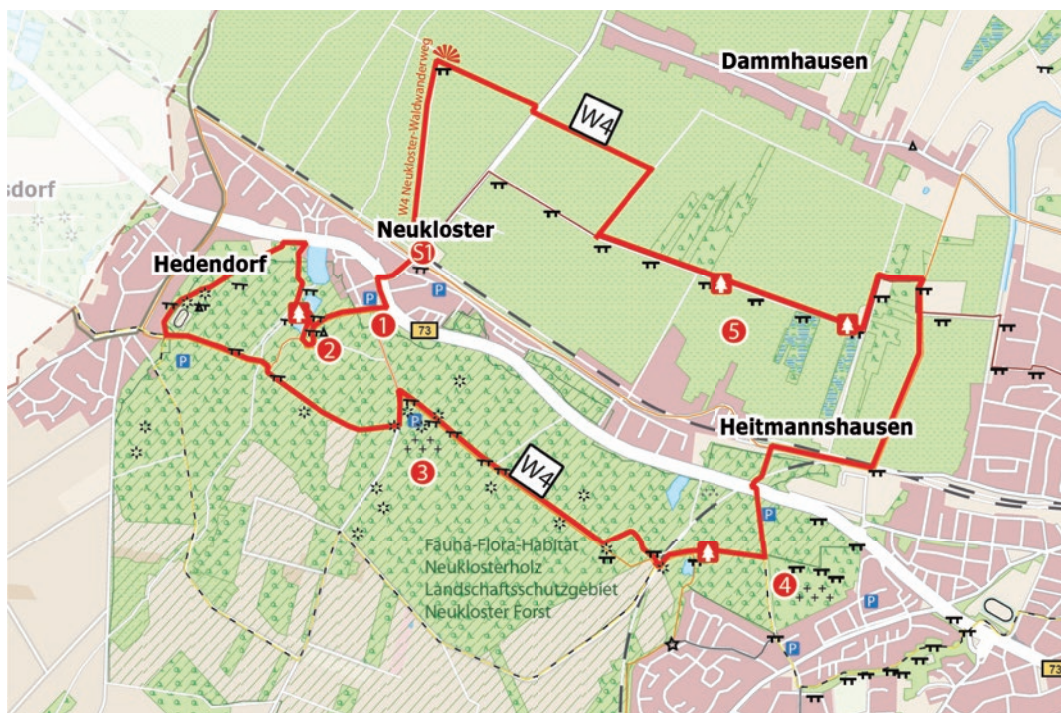 Dammhausen
W4
W4 Neukloster-Waldwanderweg
sdorf
Neukloster
S1
Hedendorf
P
P
1
73
2
5
P
P
Heitmannshausen
P
3
W4
P
Fauna-Flora-Habitat
Neuklosterholz
Landschaftsschutzgebiet
Neukloster Forst
4
P
P
73